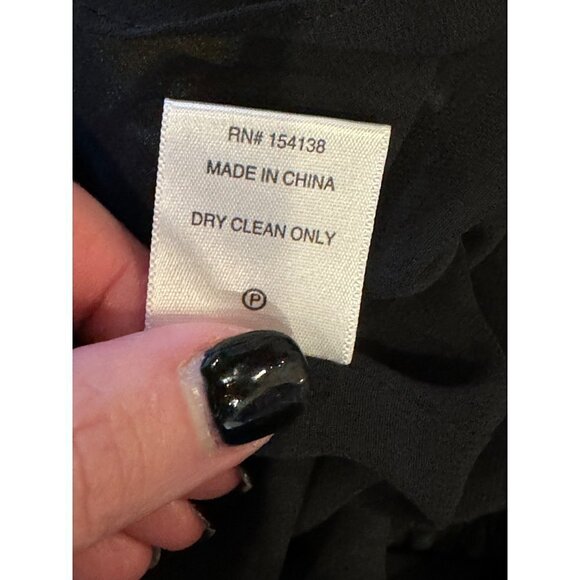 RN# 154138
MADE IN CHINA
DRY CLEAN ONLY
Ⓟ